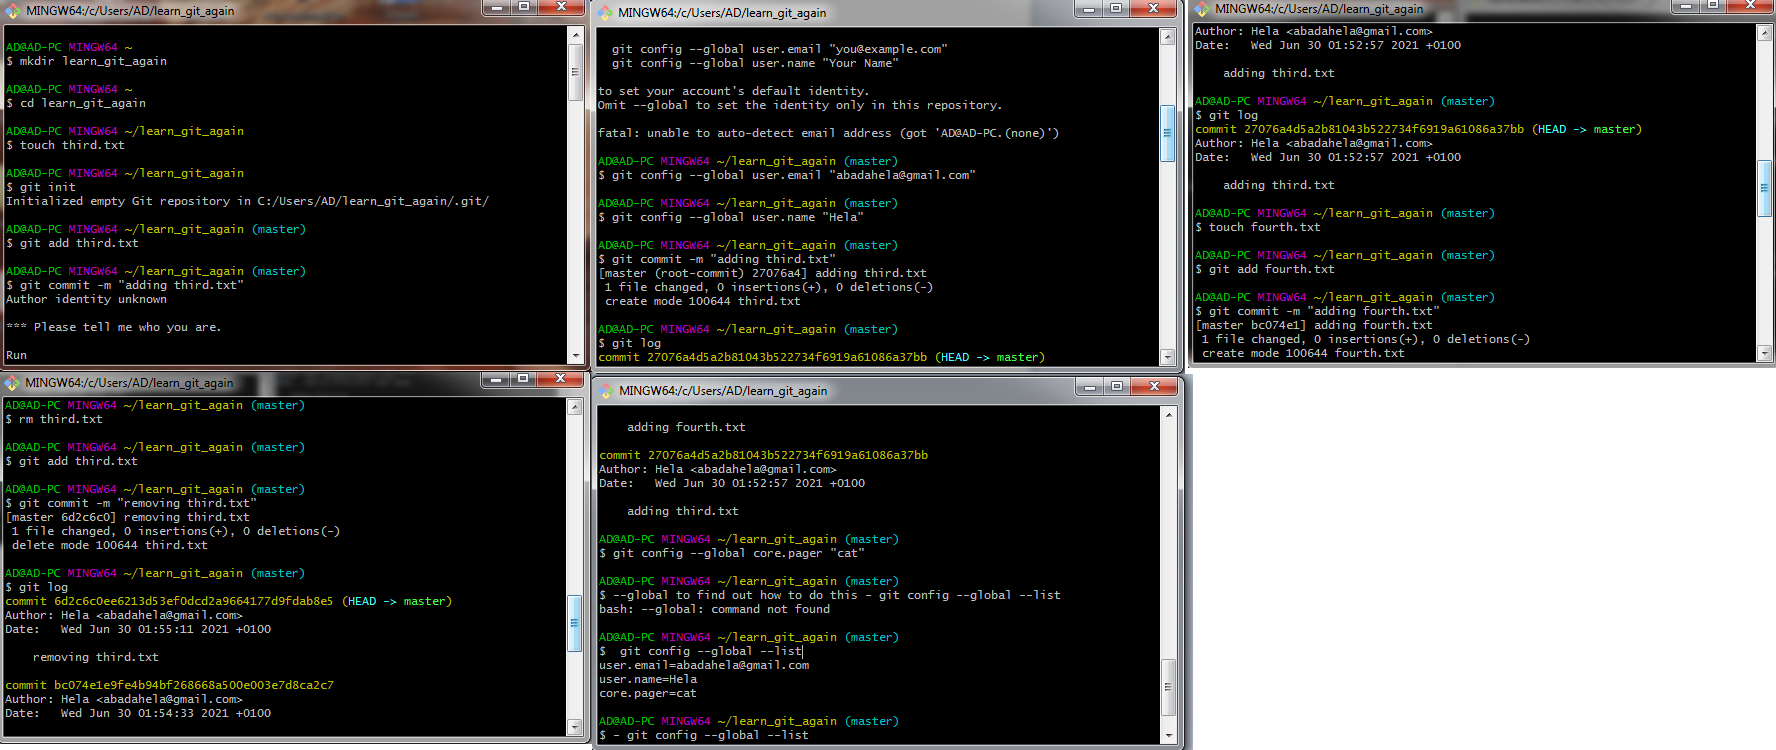 MINGW64:/c/Users/AD/learn_git_again
AD@AD-PC MINGW64 ~
$ mkdir learn_git_again
AD@AD-PC MINGW64 ~
$ cd learn_git_again
AD@AD-PC MINGW64 ~/learn_git_again
$ touch third.txt
AD@AD-PC MINGW64 ~/learn_git_again
$ git init
Initialized empty Git repository in C:/Users/AD/learn_git_again/.git/
AD@AD-PC MINGW64 ~/learn_git_again (master)
$ git add third.txt
AD@AD-PC MINGW64 ~/learn_git_again (master)
$ git commit -m "adding third.txt"
Author identity unknown
*** Please tell me who you are.
Run
MINGW64:/c/Users/AD/learn_git_again
git config --global user.email "you@example.com"
git config --global user.name "Your Name"
to set your account's default identity.
Omit --global to set the identity only in this repository.
fatal: unable to auto-detect email address (got 'AD@AD-PC.(none)')
AD@AD-PC MINGW64 ~/learn_git_again (master)
$ git config --global user.email "abadahela@gmail.com"
AD@AD-PC MINGW64 ~/learn_git_again (master)
$ git config --global user.name "Hela"
AD@AD-PC MINGW64 ~/learn_git_again (master)
$ git commit -m "adding third.txt"
[master (root-commit) 27076a4] adding third.txt
1 file changed, 0 insertions(+), 0 deletions(-)
create mode 100644 third.txt
AD@AD-PC MINGW64 ~/learn_git_again (master)
$ git log
commit 27076a4d5a2b81043b522734f6919a61086a37bb (HEAD -> master)
MINGW64:/c/Users/AD/learn_git_again
Author: Hela <abadahela@gmail.com>
Date: Wed Jun 30 01:52:57 2021 +0100
adding third.txt
AD@AD-PC MINGW64 ~/learn_git_again (master)
$ git log
commit 27076a4d5a2b81043b522734f6919a61086a37bb (HEAD -> master)
Author: Hela <abadahela@gmail.com>
Date: Wed Jun 30 01:52:57 2021 +0100
adding third.txt
AD@AD-PC MINGW64 ~/learn_git_again (master)
$ touch fourth.txt
AD@AD-PC MINGW64 ~/learn_git_again (master)
$ git add fourth.txt
AD@AD-PC MINGW64 ~/learn_git_again (master)
$ git commit -m "adding fourth.txt"
[master bc074e1] adding fourth.txt
1 file changed, 0 insertions(+), 0 deletions(-)
create mode 100644 fourth.txt
MINGW64:/c/Users/AD/learn_git_again
AD@AD-PC MINGW64 ~/learn_git_again (master)
$ rm third.txt
AD@AD-PC MINGW64 ~/learn_git_again (master)
$ git add third.txt
AD@AD-PC MINGW64 ~/learn_git_again (master)
$ git commit -m "removing third.txt"
[master 6d2c6c0] removing third.txt
1 file changed, 0 insertions(+), 0 deletions(-)
delete mode 100644 third.txt
AD@AD-PC MINGW64 ~/learn_git_again (master)
$ git log
commit 6d2c6c0ee6213d53ef0dcd2a9664177d9fdab8e5 (HEAD -> master)
Author: Hela <abadahela@gmail.com>
Date: Wed Jun 30 01:55:11 2021 +0100
removing third.txt
commit bc074e1e9fe4b94bf268668a500e003e7d8ca2c7
Author: Hela <abadahela@gmail.com>
Date: Wed Jun 30 01:54:33 2021 +0100
MINGW64:/c/Users/AD/learn_git_again
adding fourth.txt
commit 27076a4d5a2b81043b522734f6919a61086a37bb
Author: Hela <abadahela@gmail.com>
Date: Wed Jun 30 01:52:57 2021 +0100
adding third.txt
AD@AD-PC MINGW64 ~/learn_git_again (master)
$ git config --global core.pager "cat"
AD@AD-PC MINGW64 ~/learn_git_again (master)
$ --global to find out how to do this - git config --global --list
bash: --global: command not found
AD@AD-PC MINGW64 ~/learn_git_again (master)
$ git config --global --list
user.email=abadahela@gmail.com
user.name=Hela
core.pager=cat
AD@AD-PC MINGW64 ~/learn_git_again (master)
$ - git config --global --list